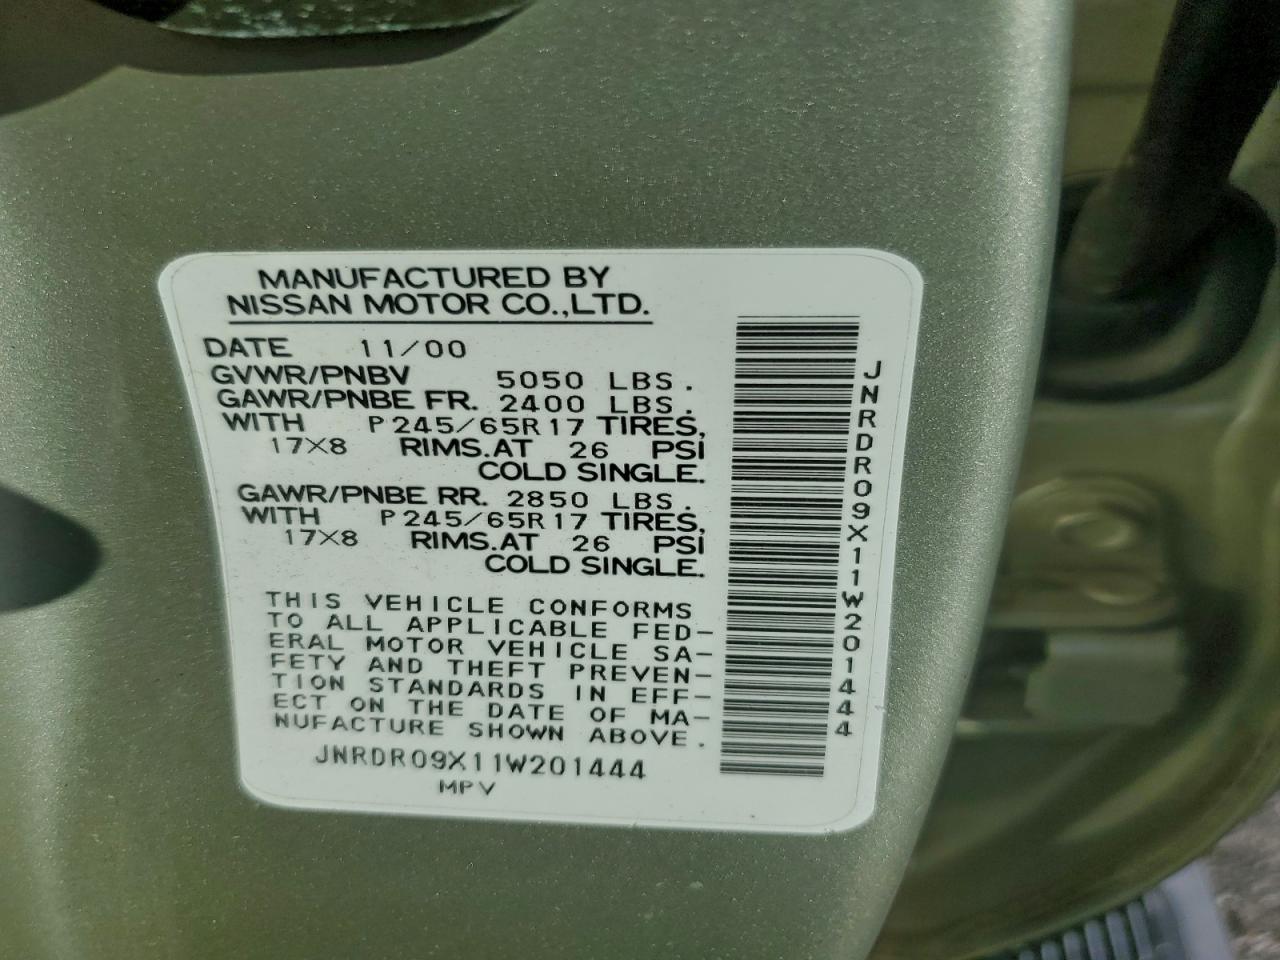 MANUFACTURED BY
NISSAN MOTOR CO.,LTD.
DATE 11/00
GVWR/PNBV 5050 LBS.
GAWR/PNBE FR. 2400 LBS.
WITH P245/65R17 TIRES,
17X8 RIMS.AT 26 PSI
COLD SINGLE.
GAWR/PNBE RR. 2850 LBS.
WITH P245/65R17 TIRES,
17X8 RIMS.AT 26 PSI
COLD SINGLE.
THIS VEHICLE CONFORMS
TO ALL APPLICABLE FED-
ERAL MOTOR VEHICLE SA-
FETY AND THEFT PREVEN-
TION STANDARDS IN EFF-
ECT ON THE DATE OF MA-
NUFACTURE SHOWN ABOVE.
JNRDR09X11W201444
MPV
JNRDR09X11W201444